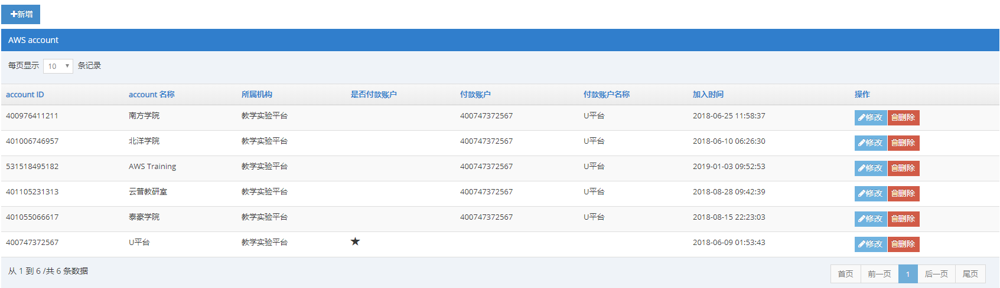 新增
AWS account
每页显示 10 条记录
account ID account 名称 所属机构 是否付款账户 付款账户 付款账户名称 加入时间 操作
400976411211 南方学院 教学实验平台 400747372567 U平台 2018-06-25 11:58:37 修改 删除
401006746957 北洋学院 教学实验平台 400747372567 U平台 2018-06-10 06:26:30 修改 删除
531518495182 AWS Training 教学实验平台 400747372567 U平台 2019-01-03 09:52:53 修改 删除
401105231313 云普教研室 教学实验平台 400747372567 U平台 2018-08-28 09:42:39 修改 删除
401055066617 泰豪学院 教学实验平台 400747372567 U平台 2018-08-15 22:23:03 修改 删除
400747372567 U平台 教学实验平台 ★ 2018-06-09 01:53:43 修改 删除
从 1 到 6 /共 6 条数据 首页 前一页 1 后一页 尾页